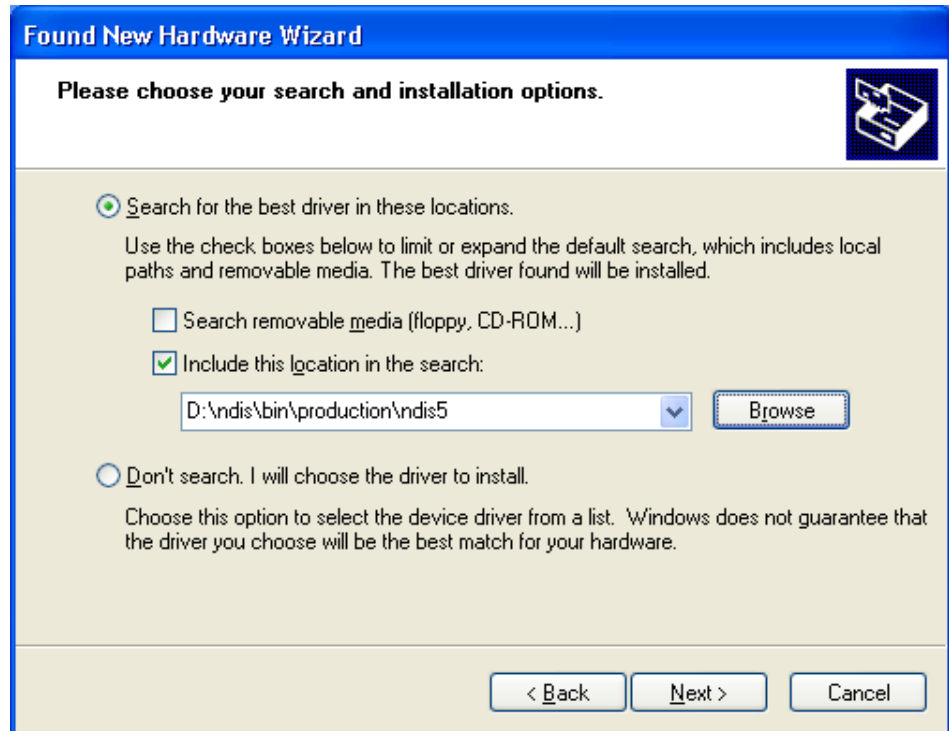 Found New Hardware Wizard
Please choose your search and installation options.
Search for the best driver in these locations.
Use the check boxes below to limit or expand the default search, which includes local
paths and removable media. The best driver found will be installed.
Search removable media (floppy, CD-ROM...)
Include this location in the search:
D:\ndis\bin\production\ndis5
Browse
Don't search. I will choose the driver to install.
Choose this option to select the device driver from a list.  Windows does not guarantee that
the driver you choose will be the best match for your hardware.
< Back
Next >
Cancel